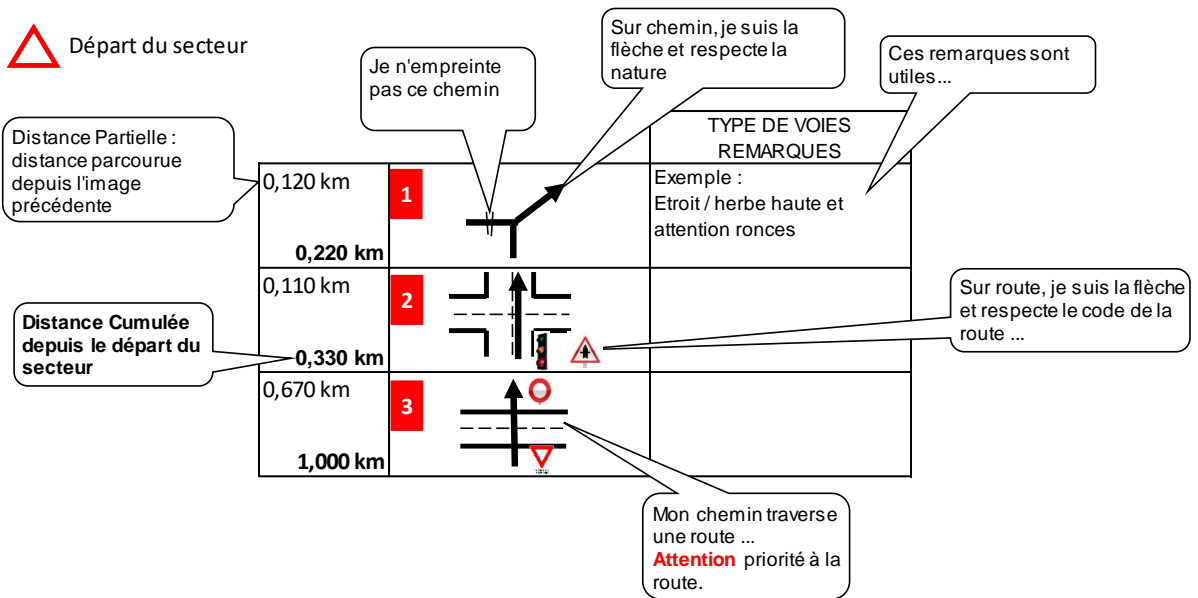 Départ du secteur
Sur chemin, je suis la
flèche et respecte la
nature
Je n'empreinte
pas ce chemin
Ces remarques sont
utiles...
Distance Partielle :
distance parcourue
depuis l'image
précédente
TYPE DE VOIES
REMARQUES
0,120 km
1
0,220 km
Exemple :
Etroit / herbe haute et
attention ronces
0,110 km
2
0,330 km
Distance Cumulée
depuis le départ du
secteur
Sur route, je suis la flèche
et respecte le code de la
route ...
0,670 km
3
1,000 km
Mon chemin traverse
une route ...
Attention priorité à la
route.